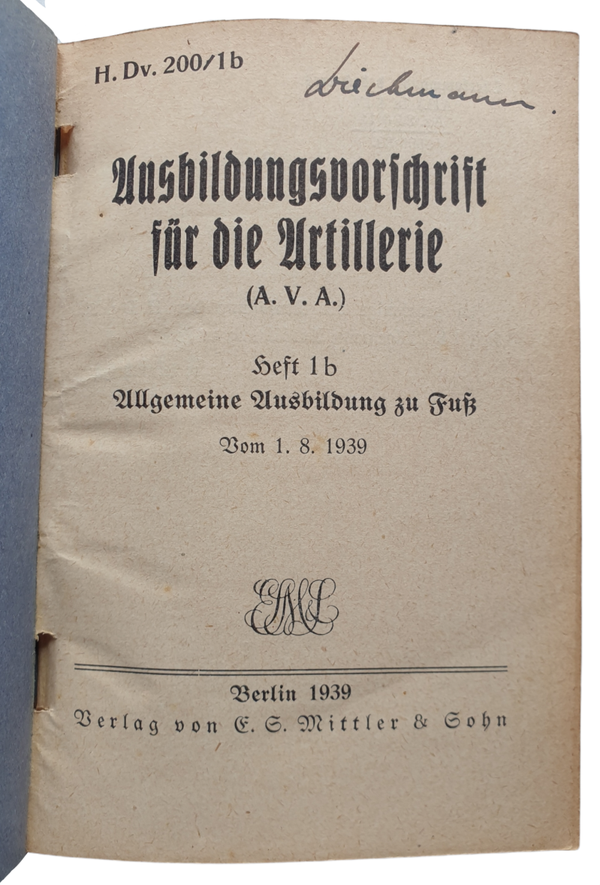 H. Dv. 200/1b
Diechmann.
Ausbildungsvorschrift
für die Artillerie
(A. V. A.)
Heft 1b
Allgemeine Ausbildung zu Fuß
Vom 1. 8. 1939
Berlin 1939
Verlag von E. S. Mittler & Sohn